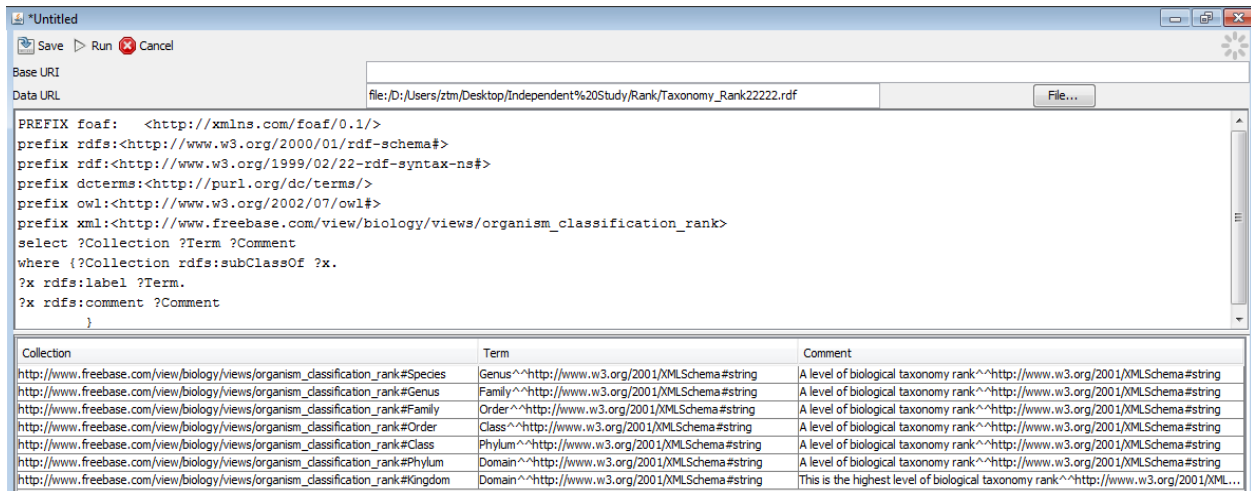 *Untitled
Save Run Cancel
Base URI
Data URL file:/D:/Users/ztm/Desktop/Independent%20Study/Rank/Taxonomy_Rank22222.rdf File...
PREFIX foaf:   <http://xmlns.com/foaf/0.1/>
prefix rdfs:<http://www.w3.org/2000/01/rdf-schema#>
prefix rdf:<http://www.w3.org/1999/02/22-rdf-syntax-ns#>
prefix dcterms:<http://purl.org/dc/terms/>
prefix owl:<http://www.w3.org/2002/07/owl#>
prefix xml:<http://www.freebase.com/view/biology/views/organism_classification_rank>
select ?Collection ?Term ?Comment
where {?Collection rdfs:subClassOf ?x.
?x rdfs:label ?Term.
?x rdfs:comment ?Comment
}
Collection Term Comment
http://www.freebase.com/view/biology/views/organism_classification_rank#Species Genus^^http://www.w3.org/2001/XMLSchema#string A level of biological taxonomy rank^^http://www.w3.org/2001/XMLSchema#string
http://www.freebase.com/view/biology/views/organism_classification_rank#Genus Family^^http://www.w3.org/2001/XMLSchema#string A level of biological taxonomy rank^^http://www.w3.org/2001/XMLSchema#string
http://www.freebase.com/view/biology/views/organism_classification_rank#Family Order^^http://www.w3.org/2001/XMLSchema#string A level of biological taxonomy rank^^http://www.w3.org/2001/XMLSchema#string
http://www.freebase.com/view/biology/views/organism_classification_rank#Order Class^^http://www.w3.org/2001/XMLSchema#string A level of biological taxonomy rank^^http://www.w3.org/2001/XMLSchema#string
http://www.freebase.com/view/biology/views/organism_classification_rank#Class Phylum^^http://www.w3.org/2001/XMLSchema#string A level of biological taxonomy rank^^http://www.w3.org/2001/XMLSchema#string
http://www.freebase.com/view/biology/views/organism_classification_rank#Phylum Domain^^http://www.w3.org/2001/XMLSchema#string A level of biological taxonomy rank^^http://www.w3.org/2001/XMLSchema#string
http://www.freebase.com/view/biology/views/organism_classification_rank#Kingdom Domain^^http://www.w3.org/2001/XMLSchema#string This is the highest level of biological taxonomy rank^^http://www.w3.org/2001/XML...